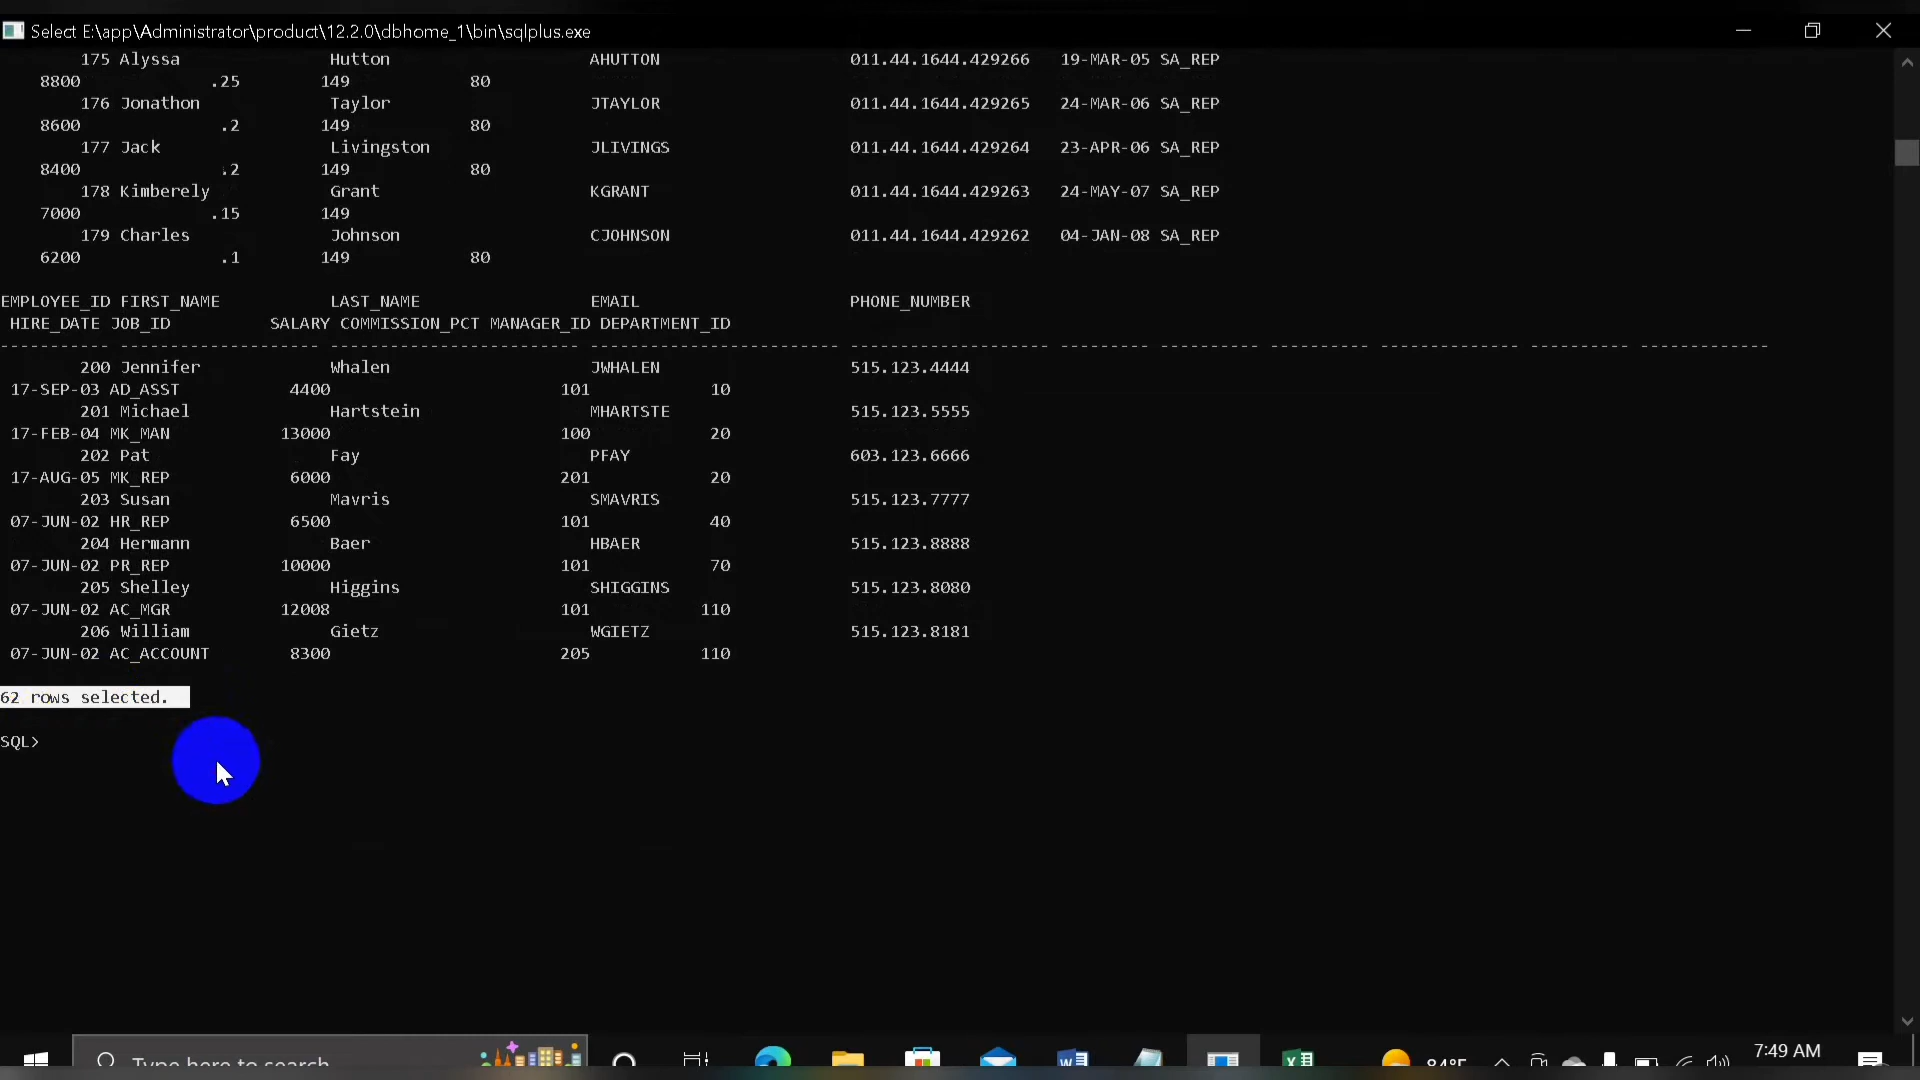 Select E:\app\Administrator\product\12.2.0\dbhome_1\bin\sqlplus.exe
175 Alyssa Hutton AHUTTON 011.44.1644.429266 19-MAR-05 SA_REP
8800 .25 149 80
176 Jonathon Taylor JTAYLOR 011.44.1644.429265 24-MAR-06 SA_REP
8600 .2 149 80
177 Jack Livingston JLIVINGS 011.44.1644.429264 23-APR-06 SA_REP
8400 .2 149 80
178 Kimberely Grant KGRANT 011.44.1644.429263 24-MAY-07 SA_REP
7000 .15 149
179 Charles Johnson CJOHNSON 011.44.1644.429262 04-JAN-08 SA_REP
6200 .1 149 80
EMPLOYEE_ID FIRST_NAME LAST_NAME EMAIL PHONE_NUMBER
HIRE_DATE JOB_ID SALARY COMMISSION_PCT MANAGER_ID DEPARTMENT_ID
----------- -------------------- ------------------------- ------------------------- -------------------- --------- ---------- ---------- -------------- ---------- -------------
200 Jennifer Whalen JWHALEN 515.123.4444
17-SEP-03 AD_ASST 4400 101 10
201 Michael Hartstein MHARTSTE 515.123.5555
17-FEB-04 MK_MAN 13000 100 20
202 Pat Fay PFAY 603.123.6666
17-AUG-05 MK_REP 6000 201 20
203 Susan Mavris SMAVRIS 515.123.7777
07-JUN-02 HR_REP 6500 101 40
204 Hermann Baer HBAER 515.123.8888
07-JUN-02 PR_REP 10000 101 70
205 Shelley Higgins SHIGGINS 515.123.8080
07-JUN-02 AC_MGR 12008 101 110
206 William Gietz WGIETZ 515.123.8181
07-JUN-02 AC_ACCOUNT 8300 205 110
62 rows selected.
SQL>
Type here to search 84°F 7:49 AM